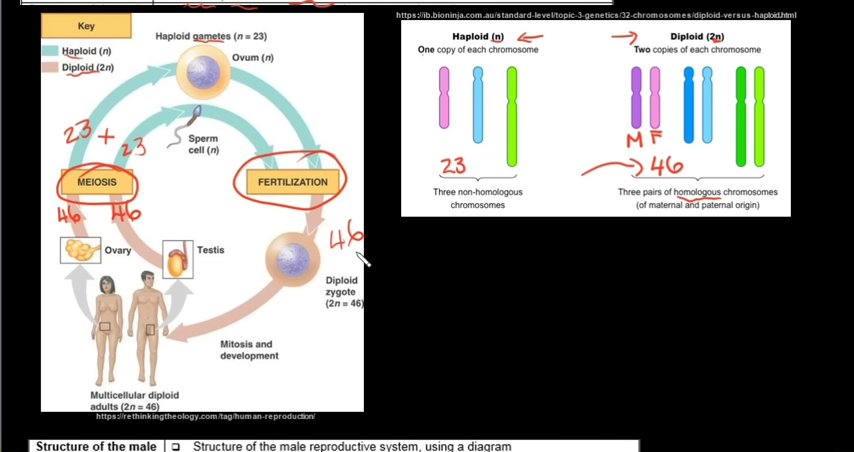 https://ib.bioninja.com.au/standard-level/topic-3-genetics/32-chromosomes/diploid-versus-haploid.html
Key
Haploid (n)
Diploid (2n)
Haploid gametes (n = 23)
Ovum (n)
Sperm
cell (n)
23 + 23
MEIOSIS
FERTILIZATION
46
46
46
Ovary
Testis
Diploid
zygote
(2n = 46)
Mitosis and
development
Multicellular diploid
adults (2n = 46)
https://rethinkingtheology.com/tag/human-reproduction/
Haploid (n)
One copy of each chromosome
23
Three non-homologous
chromosomes
Diploid (2n)
Two copies of each chromosome
M F
46
Three pairs of homologous chromosomes
(of maternal and paternal origin)
Structure of the male
Structure of the male reproductive system, using a diagram